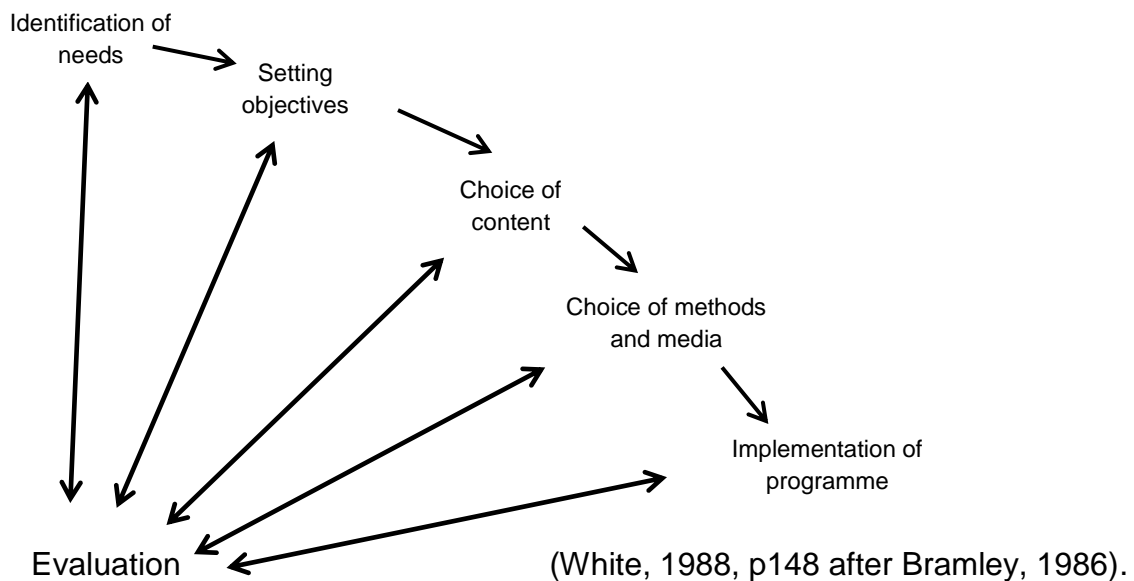 Identification of
needs
Setting
objectives
Choice of
content
Choice of methods
and media
Implementation of
programme
Evaluation
(White, 1988, p148 after Bramley, 1986).